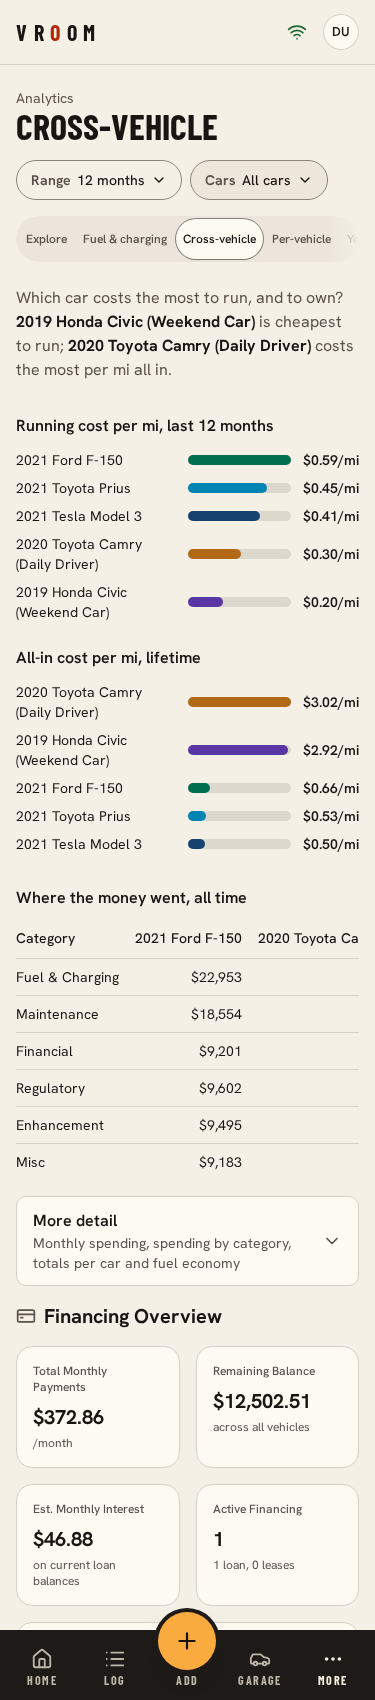 VROOM
DU
Analytics
CROSS-VEHICLE
Range 12 months
Cars All cars
Explore
Fuel & charging
Cross-vehicle
Per-vehicle
Which car costs the most to run, and to own?
2019 Honda Civic (Weekend Car) is cheapest
to run; 2020 Toyota Camry (Daily Driver) costs
the most per mi all in.
Running cost per mi, last 12 months
2021 Ford F-150 $0.59/mi
2021 Toyota Prius $0.45/mi
2021 Tesla Model 3 $0.41/mi
2020 Toyota Camry
(Daily Driver) $0.30/mi
2019 Honda Civic
(Weekend Car) $0.20/mi
All-in cost per mi, lifetime
2020 Toyota Camry
(Daily Driver) $3.02/mi
2019 Honda Civic
(Weekend Car) $2.92/mi
2021 Ford F-150 $0.66/mi
2021 Toyota Prius $0.53/mi
2021 Tesla Model 3 $0.50/mi
Where the money went, all time
Category 2021 Ford F-150 2020 Toyota Ca
Fuel & Charging $22,953
Maintenance $18,554
Financial $9,201
Regulatory $9,602
Enhancement $9,495
Misc $9,183
More detail
Monthly spending, spending by category,
totals per car and fuel economy
Financing Overview
Total Monthly
Payments
$372.86
/month
Remaining Balance
$12,502.51
across all vehicles
Est. Monthly Interest
$46.88
on current loan
balances
Active Financing
1
1 loan, 0 leases
HOME
LOG
ADD
GARAGE
MORE